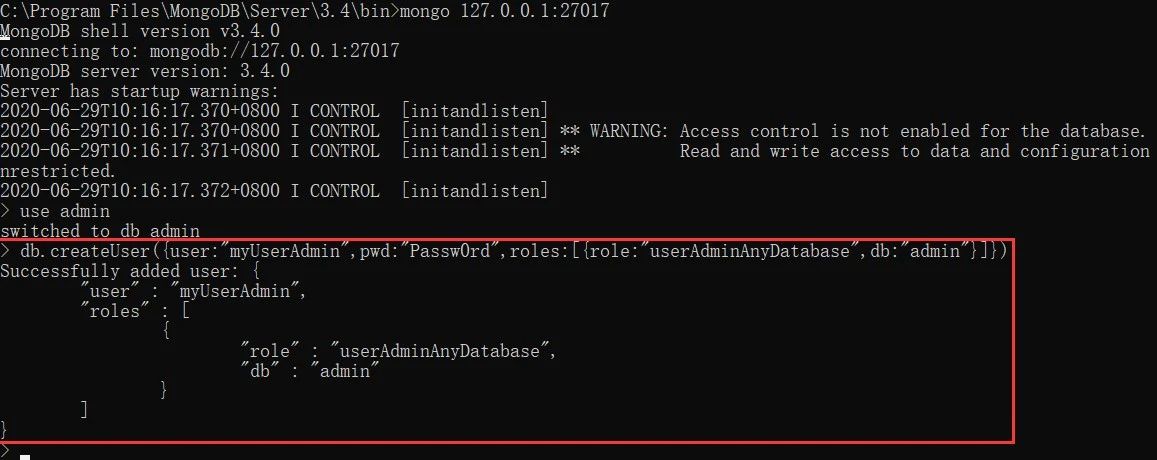 C:\Program Files\MongoDB\Server\3.4\bin>mongo 127.0.0.1:27017
MongoDB shell version v3.4.0
connecting to: mongodb://127.0.0.1:27017
MongoDB server version: 3.4.0
Server has startup warnings:
2020-06-29T10:16:17.370+0800 I CONTROL  [initandlisten]
2020-06-29T10:16:17.370+0800 I CONTROL  [initandlisten] ** WARNING: Access control is not enabled for the database.
2020-06-29T10:16:17.371+0800 I CONTROL  [initandlisten] **          Read and write access to data and configuration
nrestricted.
2020-06-29T10:16:17.372+0800 I CONTROL  [initandlisten]
> use admin
switched to db admin
> db.createUser({user:"myUserAdmin",pwd:"Passw0rd",roles:[{role:"userAdminAnyDatabase",db:"admin"}]})
Successfully added user: {
        "user" : "myUserAdmin",
        "roles" : [
                {
                        "role" : "userAdminAnyDatabase",
                        "db" : "admin"
                }
        ]
}
>